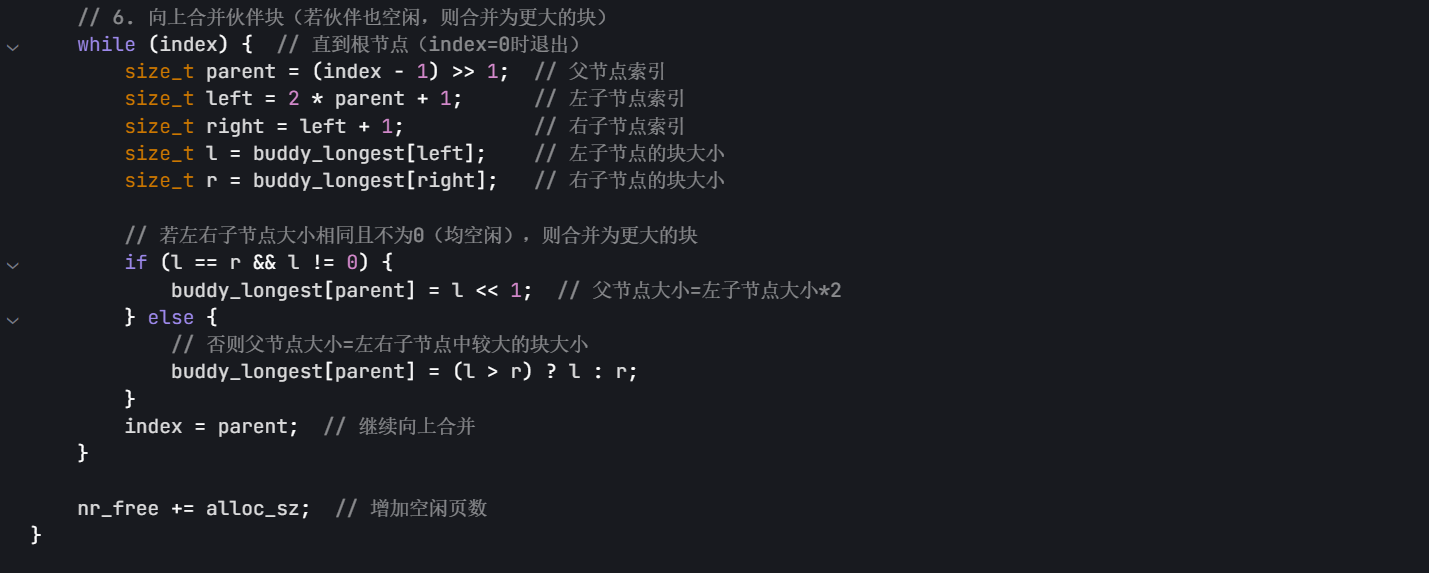 // 6. 向上合并伙伴块（若伙伴也空闲，则合并为更大的块）
while (index) {  // 直到根节点（index=0时退出）
    size_t parent = (index - 1) >> 1;  // 父节点索引
    size_t left = 2 * parent + 1;      // 左子节点索引
    size_t right = left + 1;           // 右子节点索引
    size_t l = buddy_longest[left];    // 左子节点的块大小
    size_t r = buddy_longest[right];   // 右子节点的块大小

    // 若左右子节点大小相同且不为0（均空闲），则合并为更大的块
    if (l == r && l != 0) {
        buddy_longest[parent] = l << 1;  // 父节点大小=左子节点大小*2
    } else {
        // 否则父节点大小=左右子节点中较大的块大小
        buddy_longest[parent] = (l > r) ? l : r;
    }
    index = parent;  // 继续向上合并
}

nr_free += alloc_sz;  // 增加空闲页数
}